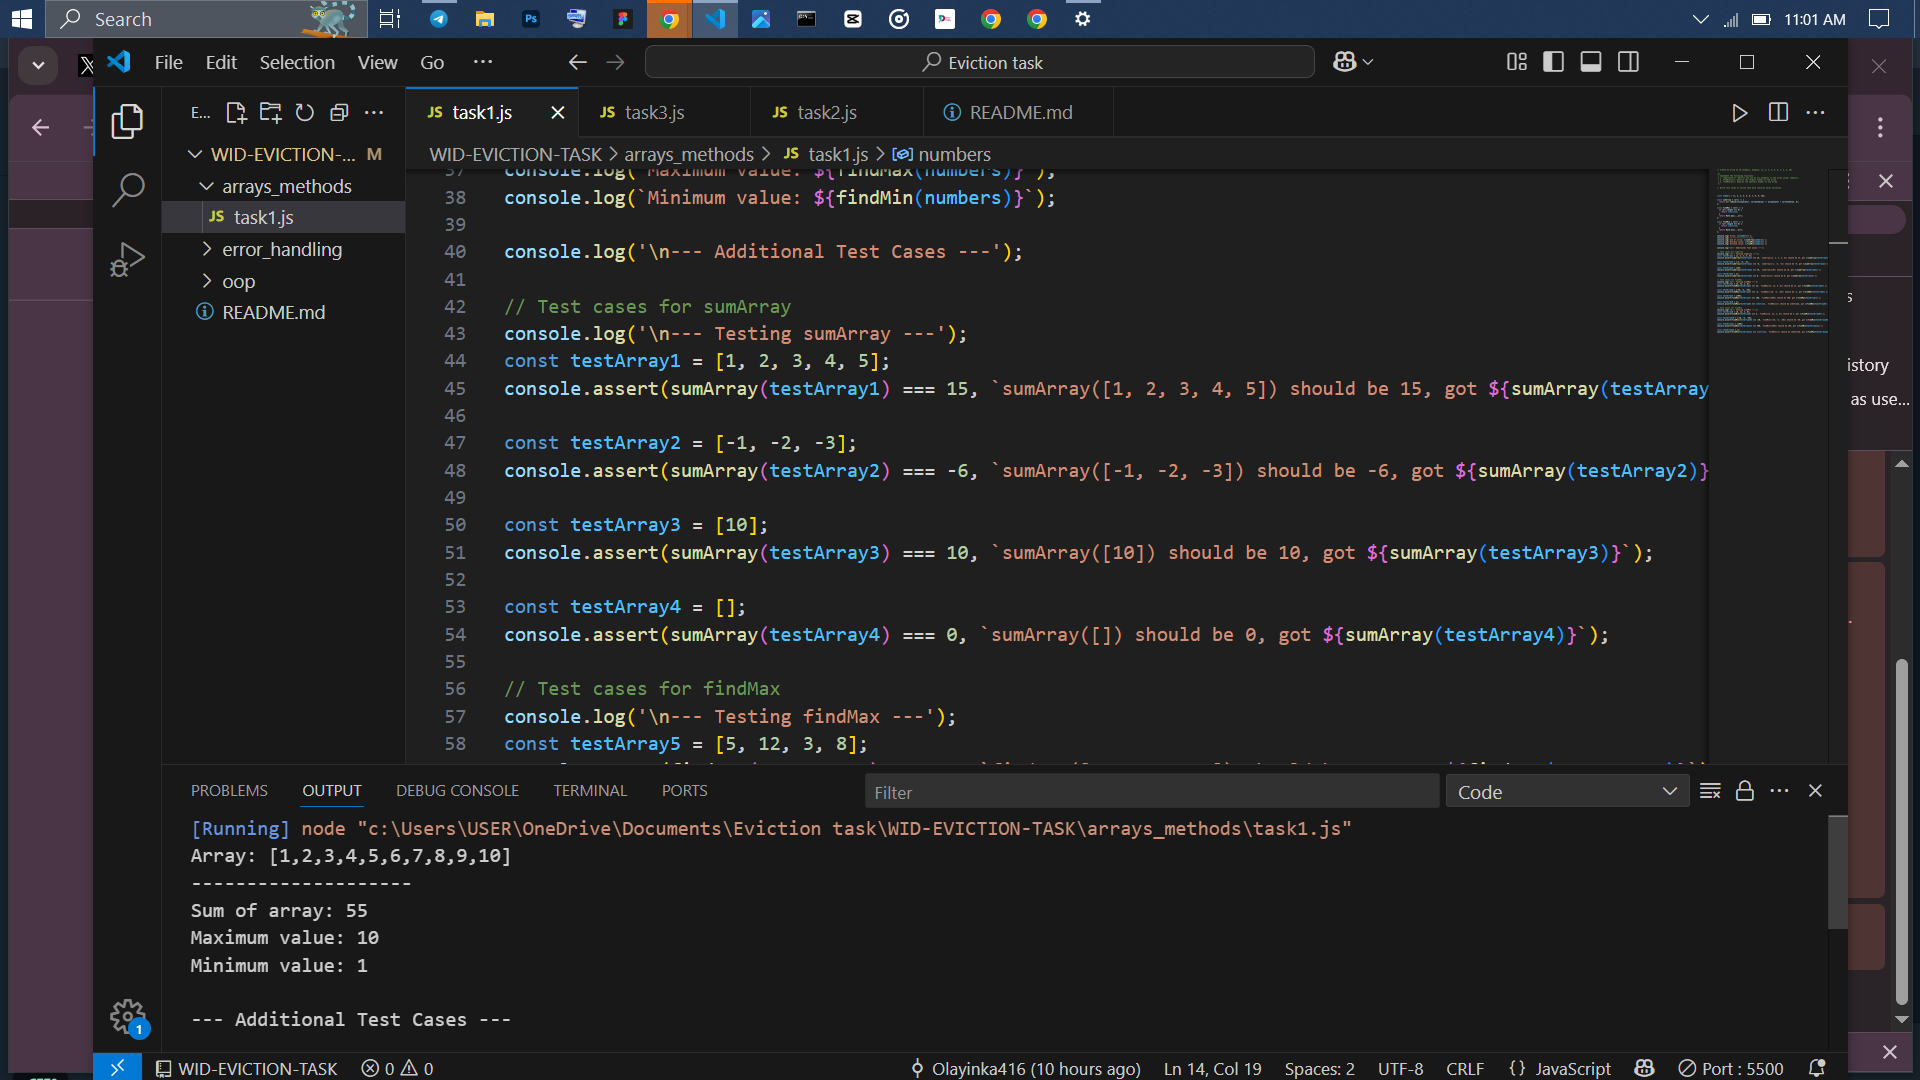 Search
11:01 AM
File Edit Selection View Go ...
Eviction task
E... 
JS task1.js
JS task3.js
JS task2.js
README.md
WID-EVICTION-... M
arrays_methods
JS task1.js
error_handling
oop
README.md
WID-EVICTION-TASK > arrays_methods > JS task1.js > numbers
37 console.log(`Maximum value: ${findMax(numbers)}`);
38 console.log(`Minimum value: ${findMin(numbers)}`);
39
40 console.log('\n--- Additional Test Cases ---');
41
42 // Test cases for sumArray
43 console.log('\n--- Testing sumArray ---');
44 const testArray1 = [1, 2, 3, 4, 5];
45 console.assert(sumArray(testArray1) === 15, `sumArray([1, 2, 3, 4, 5]) should be 15, got ${sumArray(testArray
46
47 const testArray2 = [-1, -2, -3];
48 console.assert(sumArray(testArray2) === -6, `sumArray([-1, -2, -3]) should be -6, got ${sumArray(testArray2)}
49
50 const testArray3 = [10];
51 console.assert(sumArray(testArray3) === 10, `sumArray([10]) should be 10, got ${sumArray(testArray3)}`);
52
53 const testArray4 = [];
54 console.assert(sumArray(testArray4) === 0, `sumArray([]) should be 0, got ${sumArray(testArray4)}`);
55
56 // Test cases for findMax
57 console.log('\n--- Testing findMax ---');
58 const testArray5 = [5, 12, 3, 8];
istory
as use...
PROBLEMS OUTPUT DEBUG CONSOLE TERMINAL PORTS
Filter
Code
[Running] node "c:\Users\USER\OneDrive\Documents\Eviction task\WID-EVICTION-TASK\arrays_methods\task1.js"
Array: [1,2,3,4,5,6,7,8,9,10]
--------------------
Sum of array: 55
Maximum value: 10
Minimum value: 1
--- Additional Test Cases ---
1
WID-EVICTION-TASK
0 0
Olayinka416 (10 hours ago)
Ln 14, Col 19
Spaces: 2
UTF-8
CRLF
{} JavaScript
Port : 5500